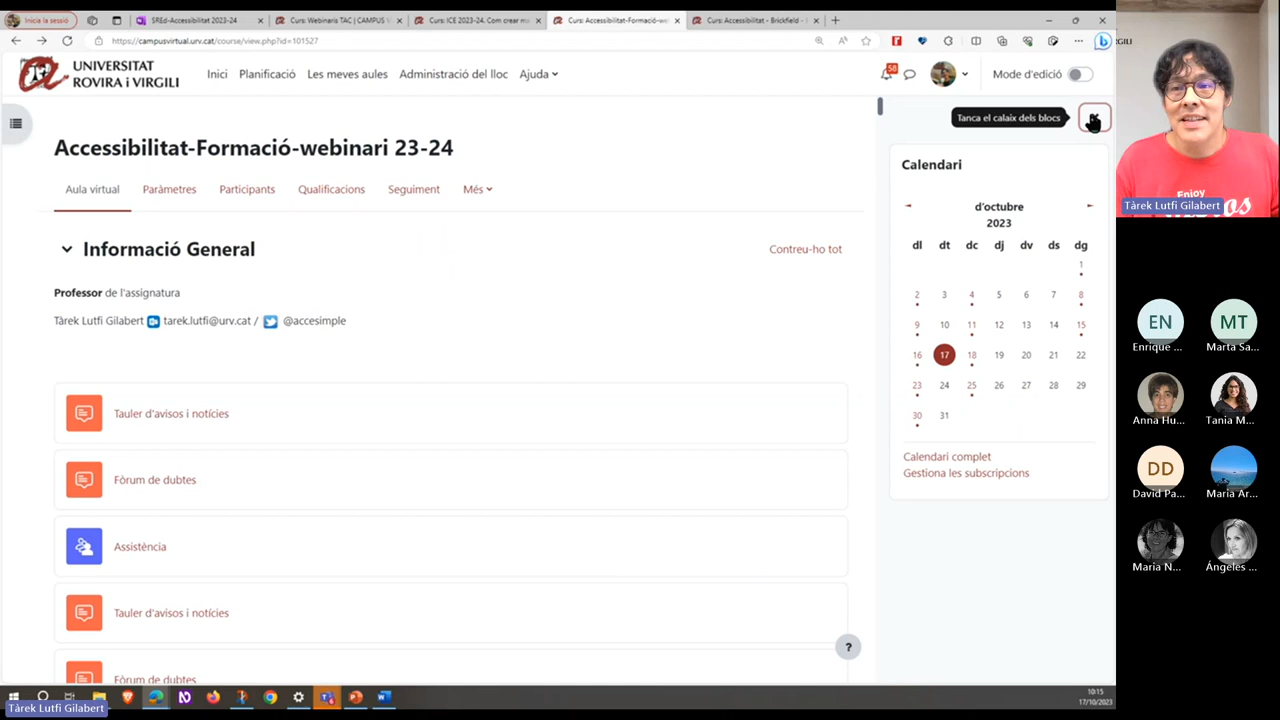 Inicia la sessió
SREd-Accessibilitat 2023-24
Curs: Webinaris TAC | CAMPUS V
Curs: ICE 2023-24. Com crear ma
Curs: Accessibilitat-Formació-we
Curs: Accessibilitat - Brickfield - S
https://campusvirtual.urv.cat/course/view.php?id=101527
UNIVERSITAT
ROVIRA i VIRGILI
Inici
Planificació
Les meves aules
Administració del lloc
Ajuda
58
Mode d'edició
Tanca el calaix dels blocs
Accessibilitat-Formació-webinari 23-24
Aula virtual
Paràmetres
Participants
Qualificacions
Seguiment
Més
Informació General
Contreu-ho tot
Professor de l'assignatura
Tàrek Lutfi Gilabert tarek.lutfi@urv.cat / @accesimple
Tauler d'avisos i notícies
Fòrum de dubtes
Assistència
Tauler d'avisos i notícies
Fòrum de dubtes
?
Calendari
d'octubre
2023
dl dt dc dj dv ds dg
1
2 3 4 5 6 7 8
9 10 11 12 13 14 15
16 17 18 19 20 21 22
23 24 25 26 27 28 29
30 31
Calendari complet
Gestiona les subscripcions
10:15
17/10/2023
Tàrek Lutfi Gilabert
ILI
Enjoy
Tàrek Lutfi Gilabert
EN
Enrique ...
MT
Marta Sa...
Anna Hu...
Tania M...
DD
David Pa...
Maria Ar...
Maria N...
Ángeles ...